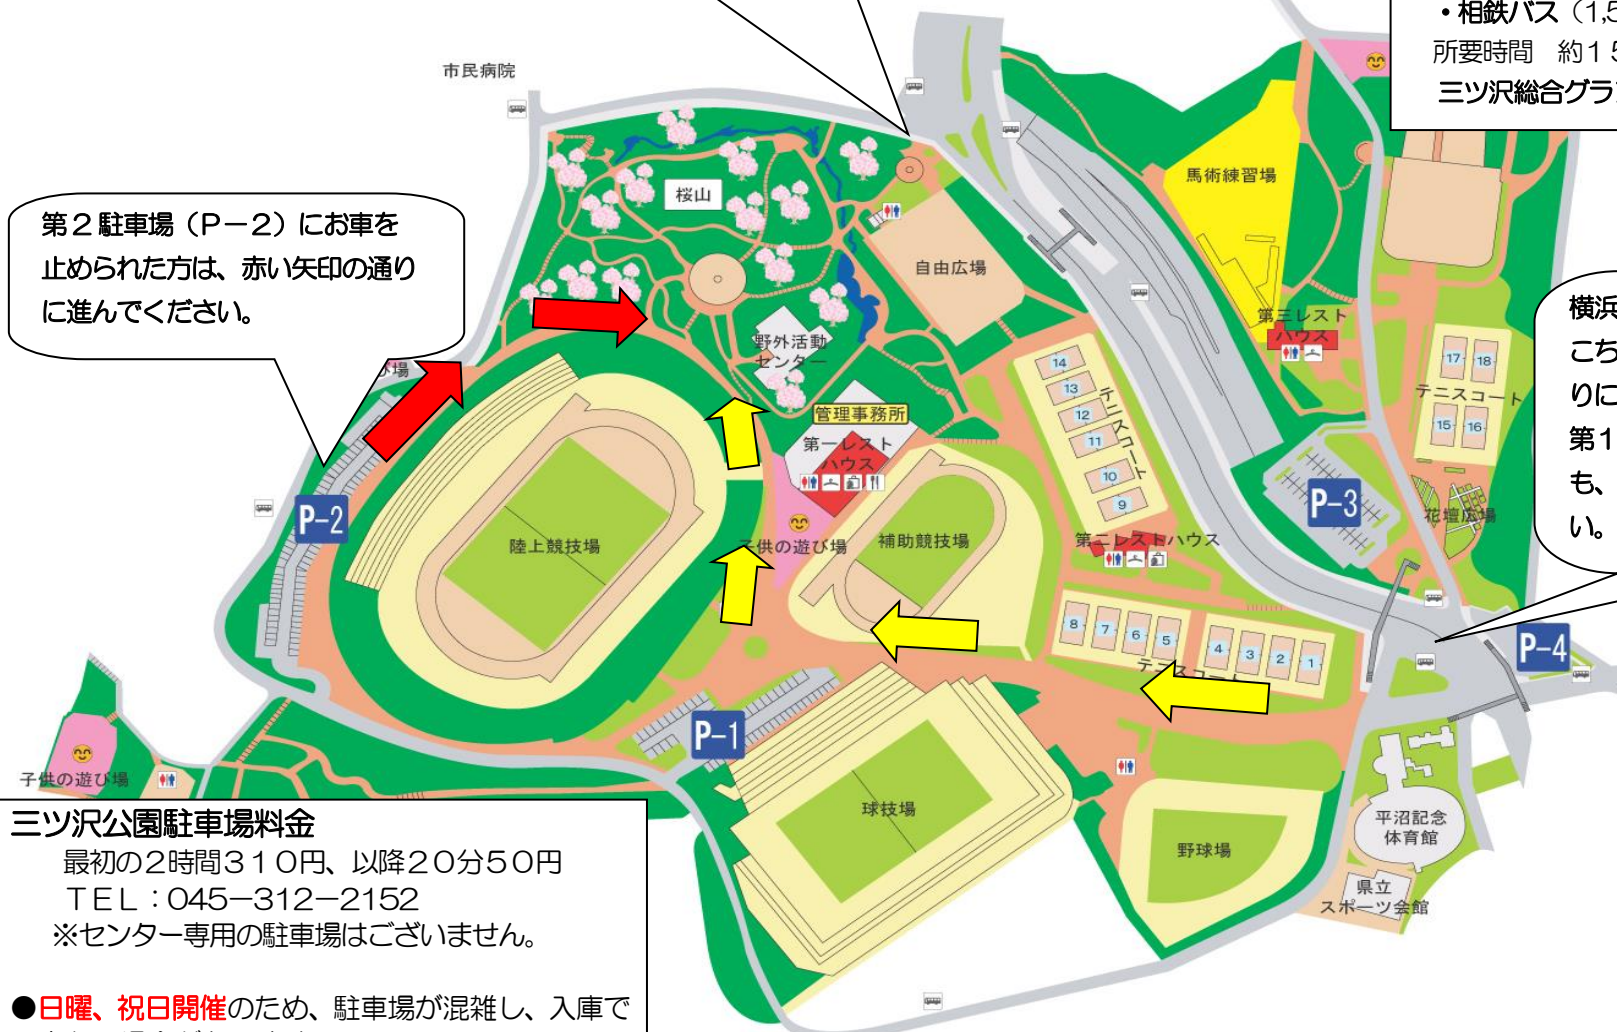 ・相鉄バス（1,5
所要時間　約１５
三ツ沢総合グラ
市民病院
馬術練習場
桜山
第２駐車場（Ｐ－２）にお車を
止められた方は、赤い矢印の通り
に進んでください。
自由広場
横浜
こち
りに
第１
も、
い。
第三レスト
ハウス
野外活動
センター
び場
14
13
12
11
10
9
テニスコート
17
18
テニスコート
15
16
管理事務所
第一レスト
ハウス
P-2
P-3
花壇広場
陸上競技場
子供の遊び場
補助競技場
第二レストハウス
8
7
6
5
4
3
2
1
テニスコート
P-4
P-1
子供の遊び場
球技場
平沼記念
体育館
野球場
県立
スポーツ会館
三ツ沢公園駐車場料金
最初の２時間３１０円、以降２０分５０円
ＴＥＬ：０４５－３１２－２１５２
※センター専用の駐車場はございません。
●日曜、祝日開催のため、駐車場が混雑し、入庫で